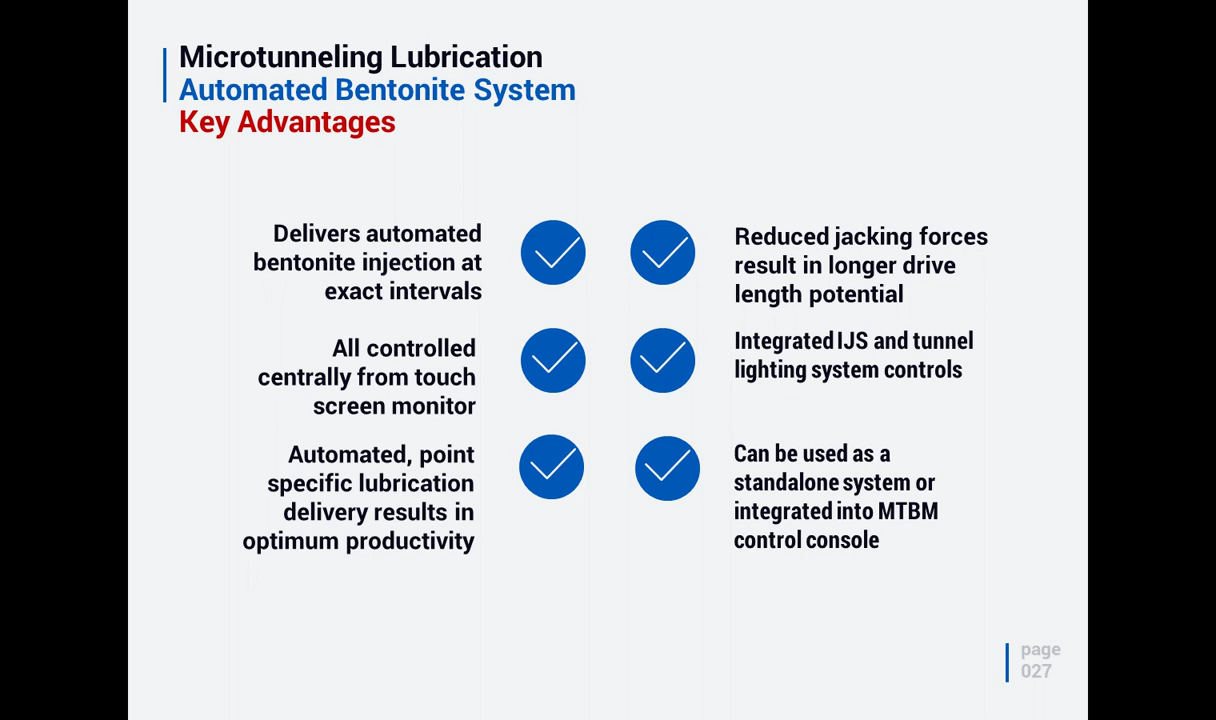 Microtunneling Lubrication
Automated Bentonite System
Key Advantages
Delivers automated
bentonite injection at
exact intervals
All controlled
centrally from touch
screen monitor
Automated, point
specific lubrication
delivery results in
optimum productivity
Reduced jacking forces
result in longer drive
length potential
Integrated IJS and tunnel
lighting system controls
Can be used as a
standalone system or
integrated into MTBM
control console
page
027